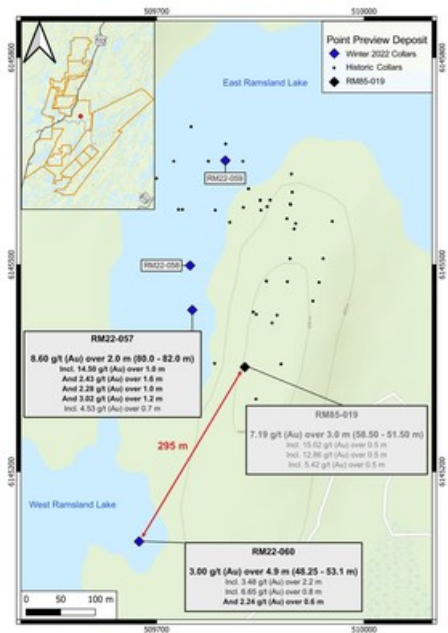 509700
510000
6145800
6145800
Point Preview Deposit
Winter 2022 Collars
Historic Collars
RM85-019
East Ramsland Lake
RM22-059
6145500
6145500
RM22-058
RM22-057
8.60 g/t (Au) over 2.0 m (80.0 - 82.0 m)
Incl. 14.50 g/t (Au) over 1.0 m
And 2.43 g/t (Au) over 1.6 m
And 2.28 g/t (Au) over 1.0 m
And 3.02 g/t (Au) over 1.2 m
Incl. 4.53 g/t (Au) over 0.7 m
RM85-019
7.19 g/t (Au) over 3.0 m (58.50 - 51.50 m)
Incl. 15.02 g/t (Au) over 0.5 m
Incl. 12.86 g/t (Au) over 0.5 m
Incl. 5.42 g/t (Au) over 0.5 m
295 m
6145200
6145200
West Ramsland Lake
RM22-060
3.00 g/t (Au) over 4.9 m (48.25 - 53.1 m)
Incl. 3.48 g/t (Au) over 2.2 m
Incl. 6.65 g/t (Au) over 0.8 m
And 2.24 g/t (Au) over 0.6 m
0 50 100 m
509700
510000